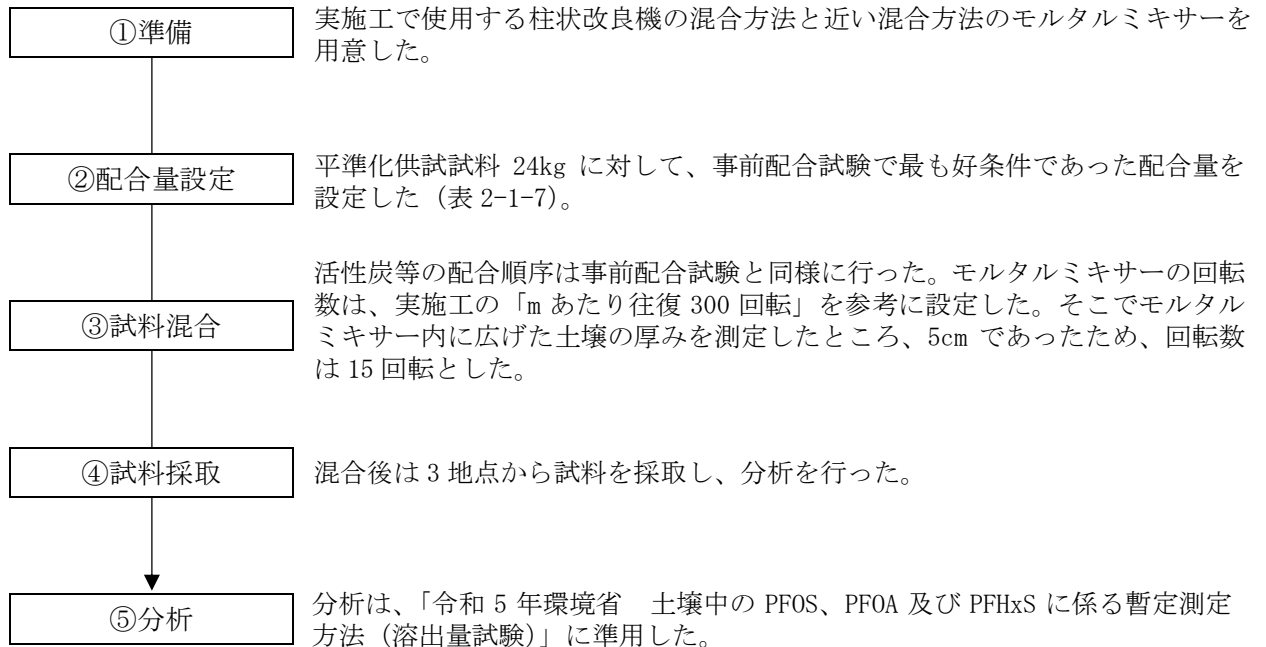 ①準備
実施工で使用する柱状改良機の混合方法と近い混合方法のモルタルミキサーを
用意した。
②配合量設定
平準化供試試料 24kg に対して、事前配合試験で最も好条件であった配合量を
設定した（表 2-1-7）。
③試料混合
活性炭等の配合順序は事前配合試験と同様に行った。モルタルミキサーの回転
数は、実施工の「m あたり往復 300 回転」を参考に設定した。そこでモルタル
ミキサー内に広げた土壌の厚みを測定したところ、5cm であったため、回転数
は 15 回転とした。
④試料採取
混合後は 3 地点から試料を採取し、分析を行った。
⑤分析
分析は、「令和 5 年環境省　土壌中の PFOS、PFOA 及び PFHxS に係る暫定測定
方法（溶出量試験）」に準用した。